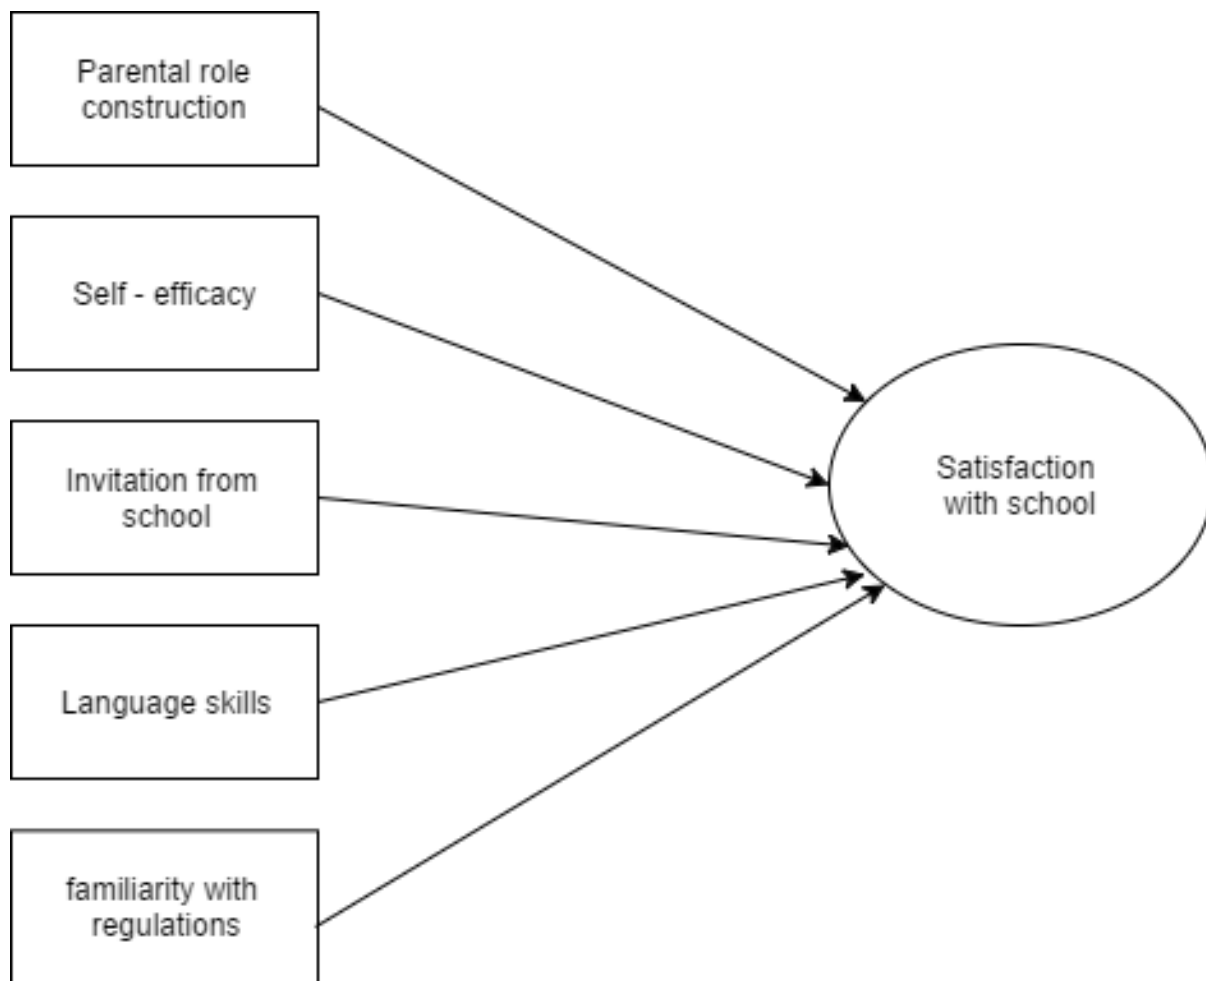 Parental role
construction
Self - efficacy
Invitation from
school
Satisfaction
with school
Language skills
familiarity with
regulations